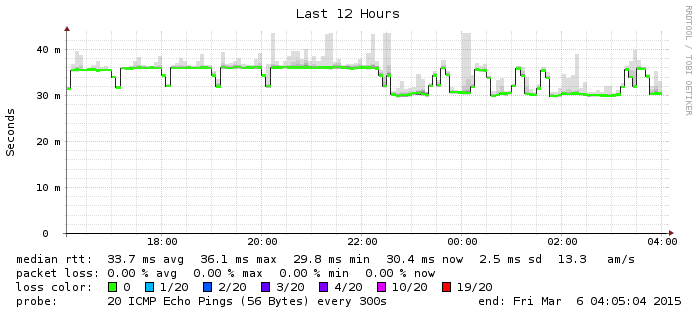 Last 12 Hours
RRDTOOL / TOBI OETIKER
Seconds
40 m
30 m
20 m
10 m
0
18:00 20:00 22:00 00:00 02:00 04:00
median rtt: 33.7 ms avg 36.1 ms max 29.8 ms min 30.4 ms now 2.5 ms sd 13.3 am/s
packet loss: 0.00 % avg 0.00 % max 0.00 % min 0.00 % now
loss color: 0 1/20 2/20 3/20 4/20 10/20 19/20
probe: 20 ICMP Echo Pings (56 Bytes) every 300s end: Fri Mar 6 04:05:04 2015